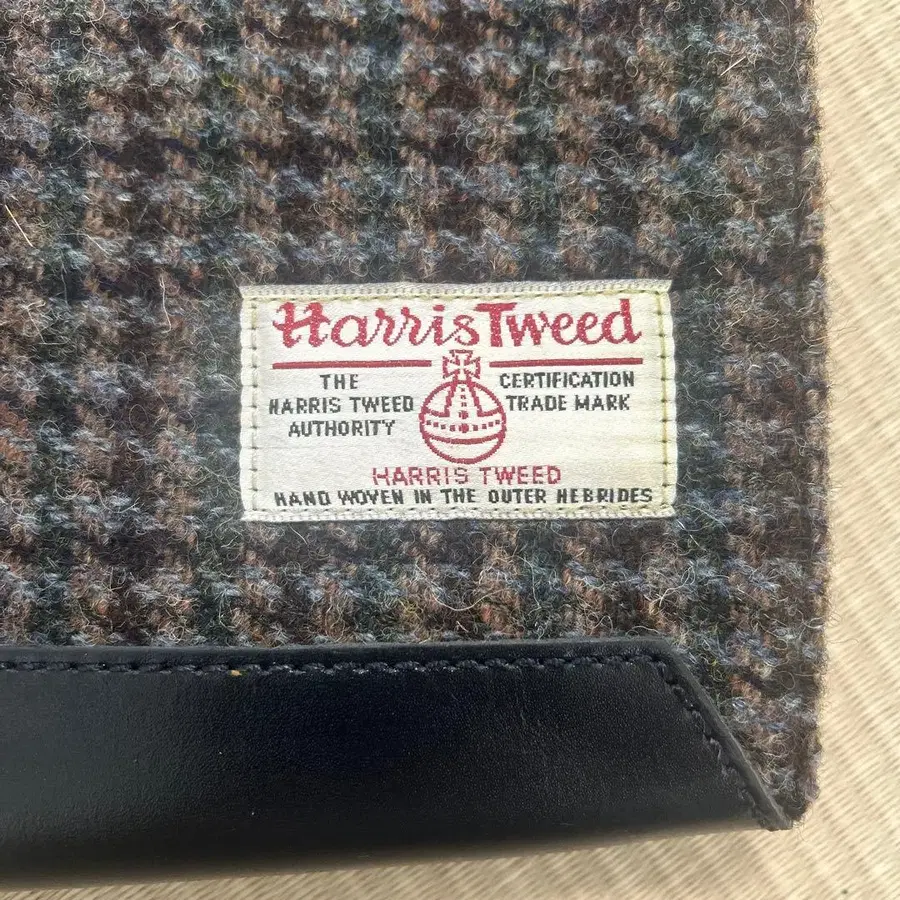 Harris Tweed
THE HARRIS TWEED AUTHORITY
CERTIFICATION TRADE MARK
HARRIS TWEED
HAND WOVEN IN THE OUTER HEBRIDES